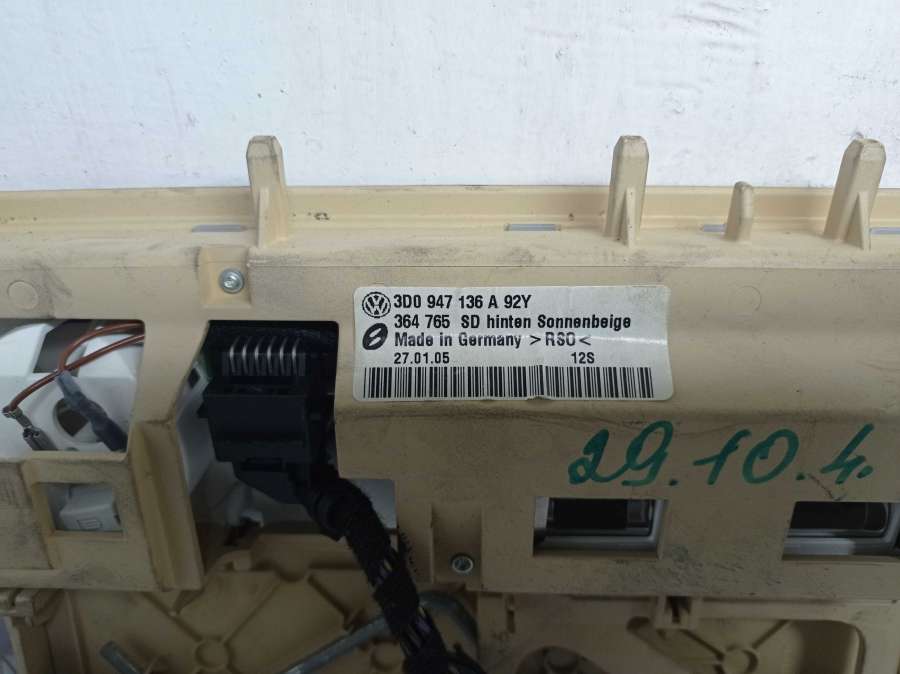 3D0 947 136 A 92Y
364 765 SD hinten Sonnenbeige
Made in Germany >RSO<
27.01.05 12S
29.10.4.